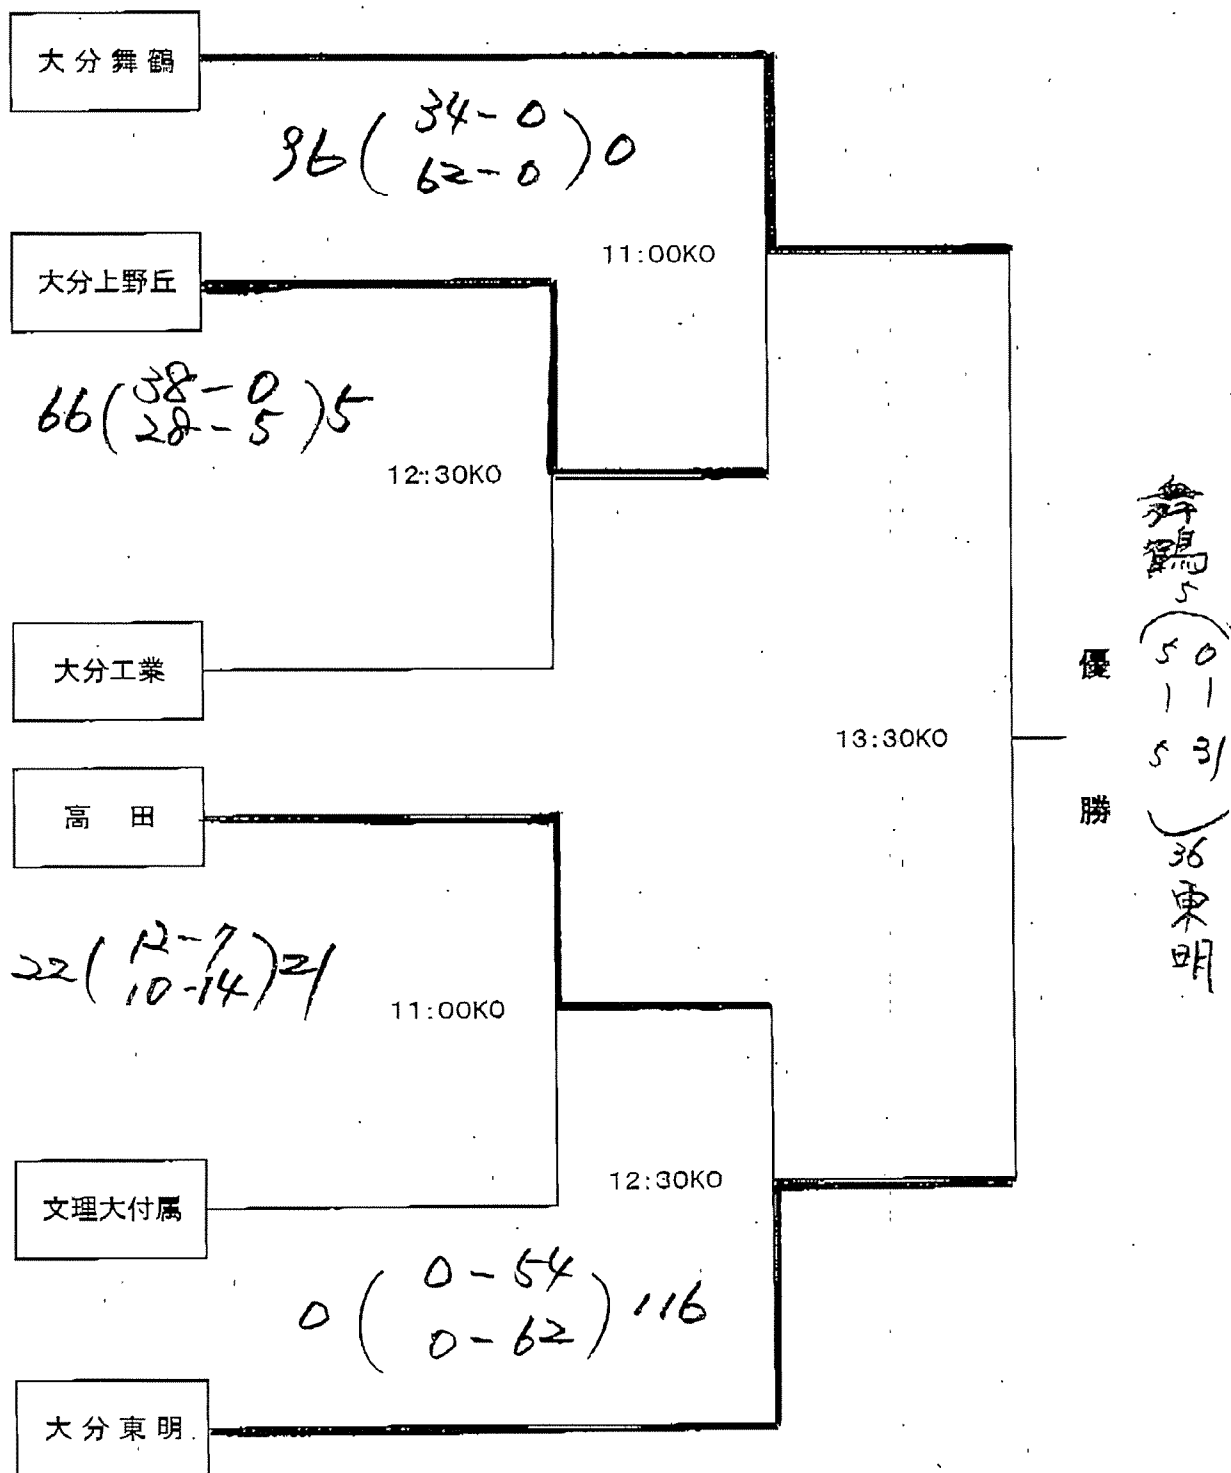 大分舞鶴
96(34-0
62-0)0
11:00KO
大分上野丘
66(38-0
28-5)5
12:30KO
大分工業
高田
22(12-7
10-14)21
11:00KO
文理大付属
12:30KO
0(0-54
0-62)116
大分東明
13:30KO
優勝
舞鶴
5
(5 0
| |
5 31)
36
東明